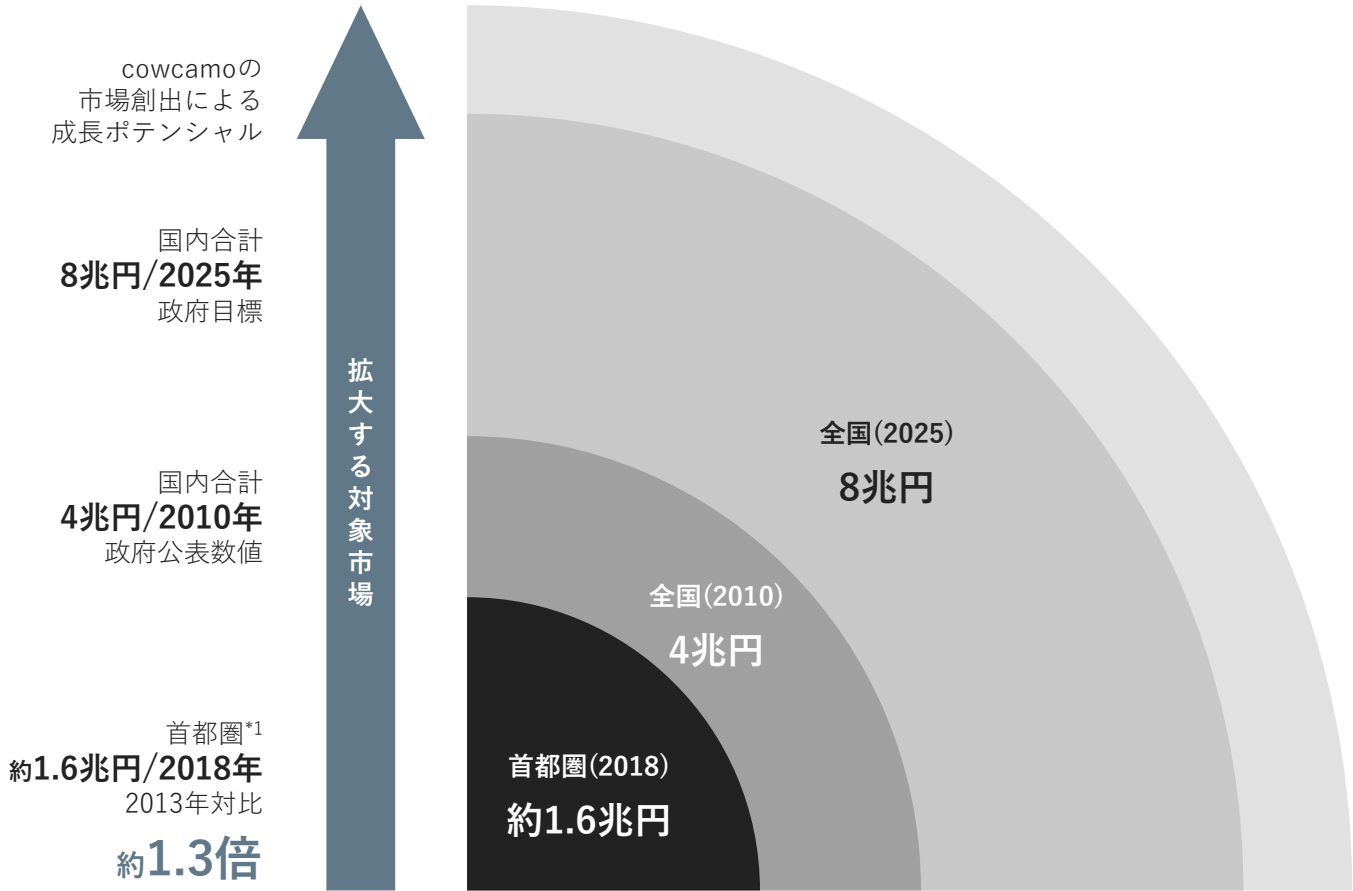 cowcamoの
市場創出による
成長ポテンシャル
国内合計
8兆円/2025年
政府目標
国内合計
4兆円/2010年
政府公表数値
首都圏*1
約1.6兆円/2018年
2013年対比
約1.3倍
拡大する対象市場
全国(2025)
8兆円
全国(2010)
4兆円
首都圏(2018)
約1.6兆円